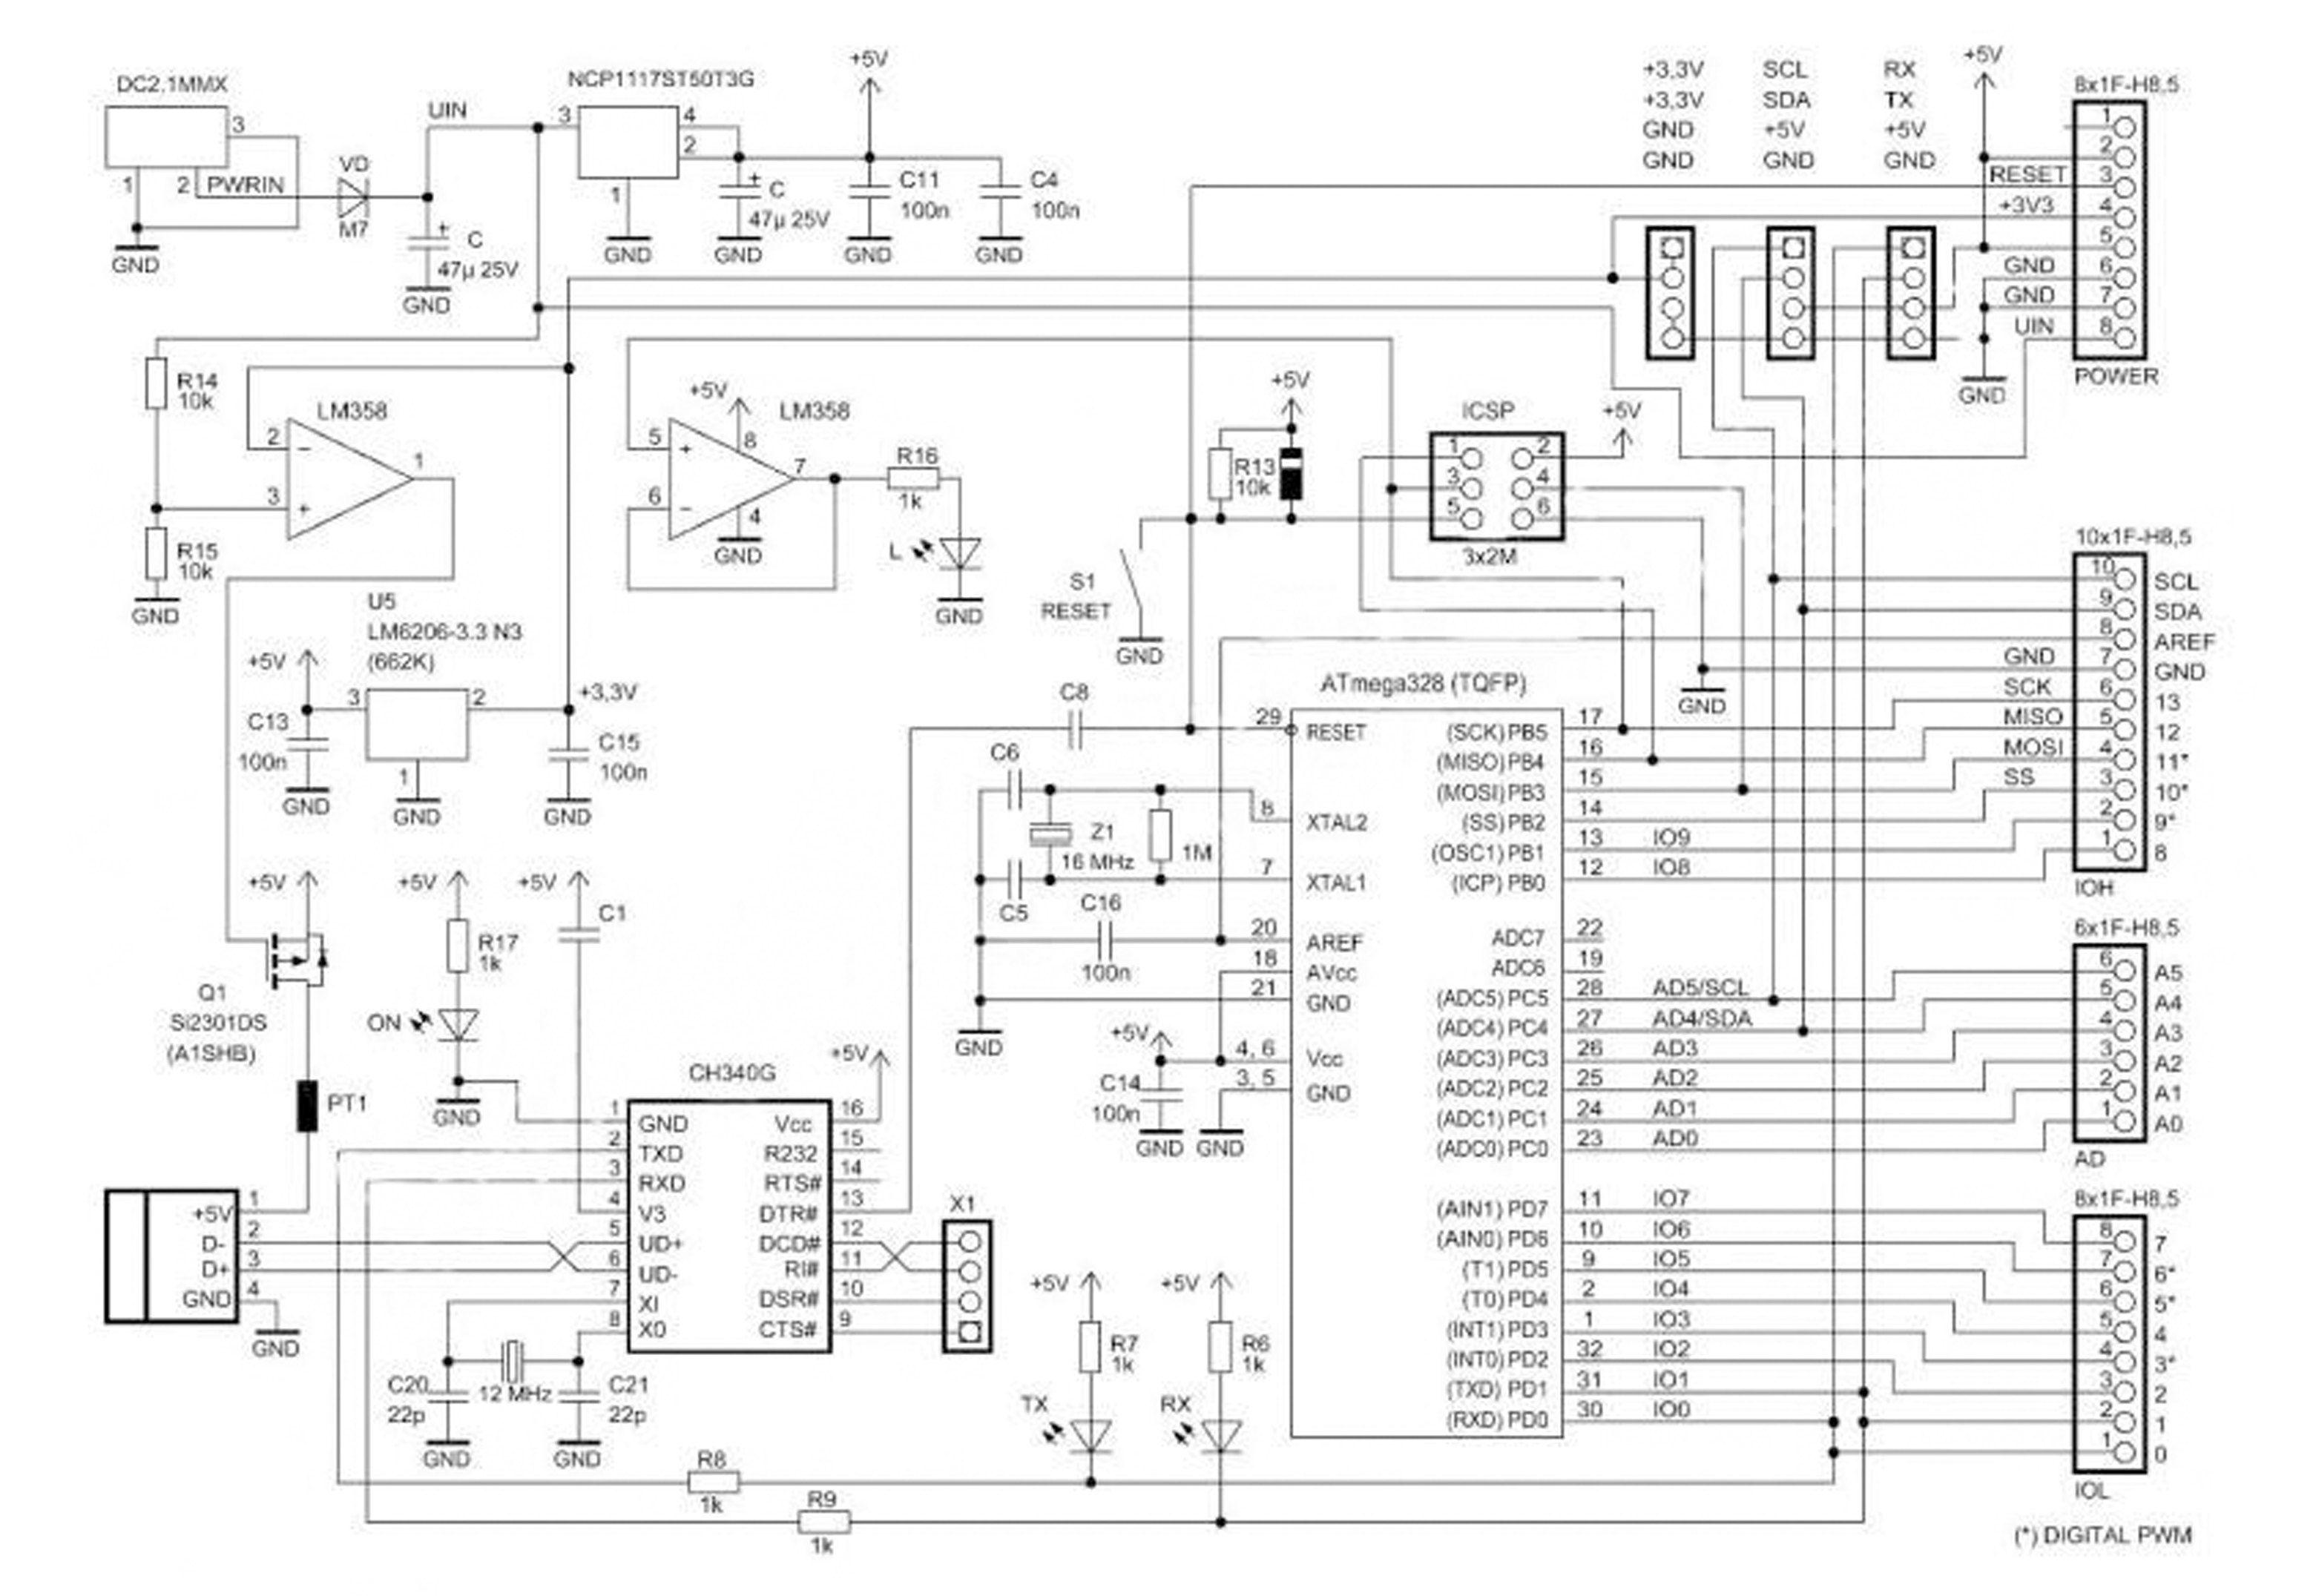 DC2.1MMX
3
1
2
PWRIN
GND
VD
M7
UIN
+
C
47µ 25V
GND
NCP1117ST50T3G
3
4
2
1
GND
+5V
+
C
47µ 25V
GND
C11
100n
GND
C4
100n
GND
+3,3V SCL RX
+3,3V SDA TX
GND +5V +5V
GND GND GND
+5V
8x1F-H8,5
1
2
RESET 3
+3V3 4
5
GND 6
GND 7
UIN 8
POWER
GND
R14
10k
R15
10k
GND
LM358
2
3
1
−
+
+5V
LM358
5
6
+
−
8
7
4
GND
R16
1k
L
GND
+5V
R13
10k
S1
RESET
GND
ICSP
1 2
3 4
5 6
3x2M
+5V
GND
U5
LM6206-3.3 N3
(662K)
+5V
3
2
1
C13
100n
GND
GND
+3,3V
C15
100n
GND
10x1F-H8,5
10 SCL
9 SDA
8 AREF
GND 7 GND
SCK 6 13
MISO 5 12
MOSI 4 11*
SS 3 10*
2 9*
1 8
IOH
ATmega328 (TQFP)
C8
29 RESET
C6
Z1
16 MHz
1M
C5
8 XTAL2
7 XTAL1
C16
100n
20 AREF
18 AVcc
21 GND
GND
+5V
C14
100n
GND
GND
4, 6 Vcc
3, 5 GND
(SCK) PB5 17
(MISO) PB4 16
(MOSI) PB3 15
(SS) PB2 14
(OSC1) PB1 13 IO9
(ICP) PB0 12 IO8
ADC7 22
ADC6 19
(ADC5) PC5 28 AD5/SCL
(ADC4) PC4 27 AD4/SDA
(ADC3) PC3 26 AD3
(ADC2) PC2 25 AD2
(ADC1) PC1 24 AD1
(ADC0) PC0 23 AD0
(AIN1) PD7 11 IO7
(AIN0) PD6 10 IO6
(T1) PD5 9 IO5
(T0) PD4 2 IO4
(INT1) PD3 1 IO3
(INT0) PD2 32 IO2
(TXD) PD1 31 IO1
(RXD) PD0 30 IO0
6x1F-H8,5
6 A5
5 A4
4 A3
3 A2
2 A1
1 A0
AD
8x1F-H8,5
8 7
7 6*
6 5*
5 4
4 3*
3 2
2 1
1 0
IOL
+5V
Q1
Si2301DS
(A1SHB)
PT1
+5V
R17
1k
ON
GND
+5V
C1
+5V 1
D- 2
D+ 3
GND 4
GND
CH340G
+5V
1 GND Vcc 16
2 TXD R232 15
3 RXD RTS# 14
4 V3 DTR# 13
5 UD+ DCD# 12
6 UD- RI# 11
7 XI DSR# 10
8 X0 CTS# 9
X1
C20
22p
GND
12 MHz
C21
22p
GND
+5V
R7
1k
TX
+5V
R6
1k
RX
R8
1k
R9
1k
(*) DIGITAL PWM